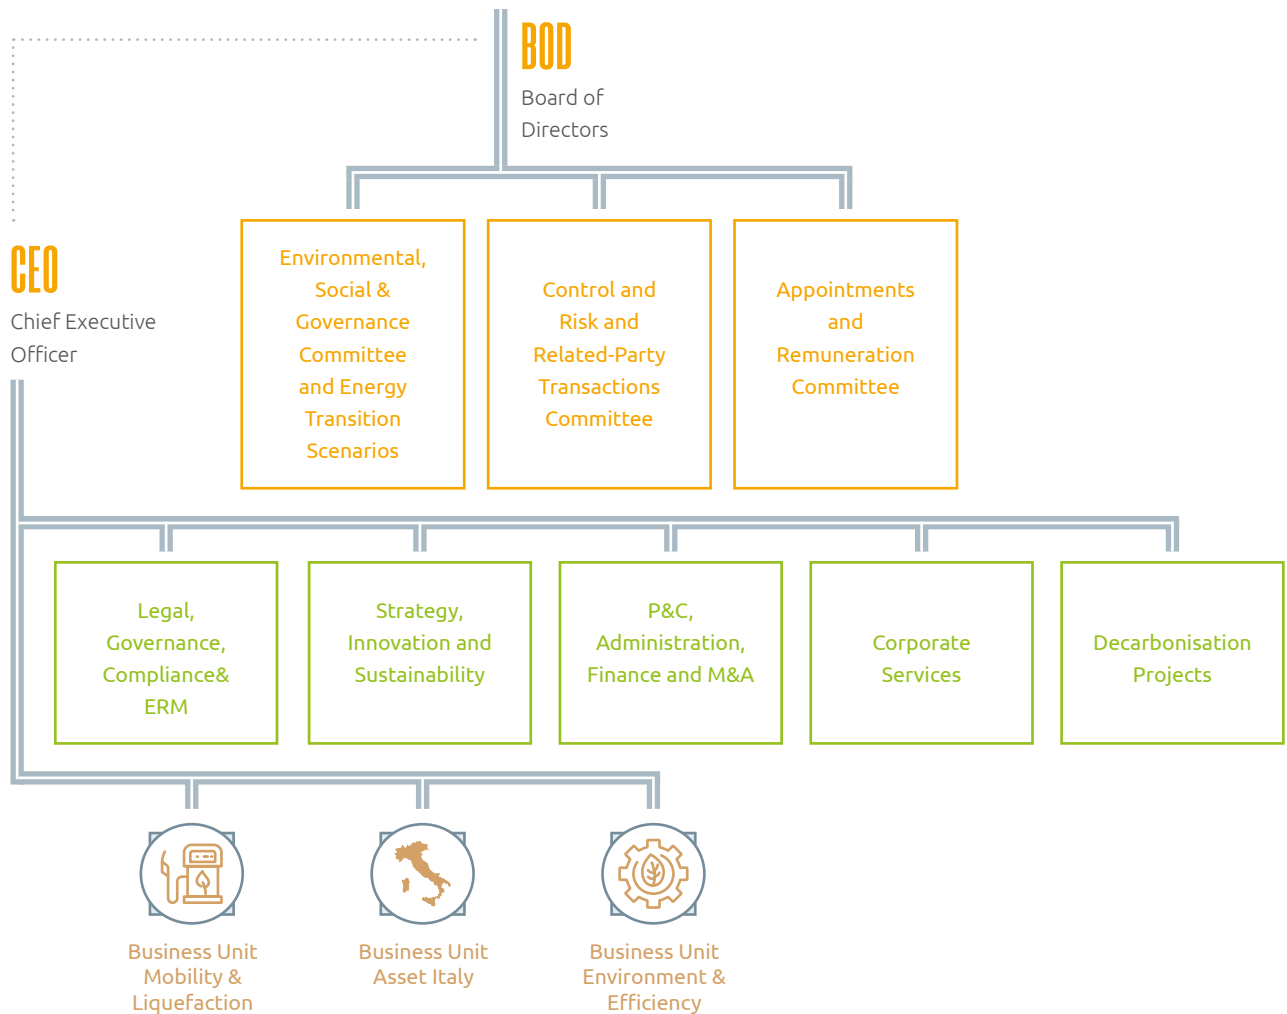 BOD
Board of
Directors
CEO
Chief Executive
Officer
Environmental,
Social &
Governance
Committee
and Energy
Transition
Scenarios
Control and
Risk and
Related-Party
Transactions
Committee
Appointments
and
Remuneration
Committee
Legal,
Governance,
Compliance&
ERM
Strategy,
Innovation and
Sustainability
P&C,
Administration,
Finance and M&A
Corporate
Services
Decarbonisation
Projects
Business Unit
Mobility &
Liquefaction
Business Unit
Asset Italy
Business Unit
Environment &
Efficiency